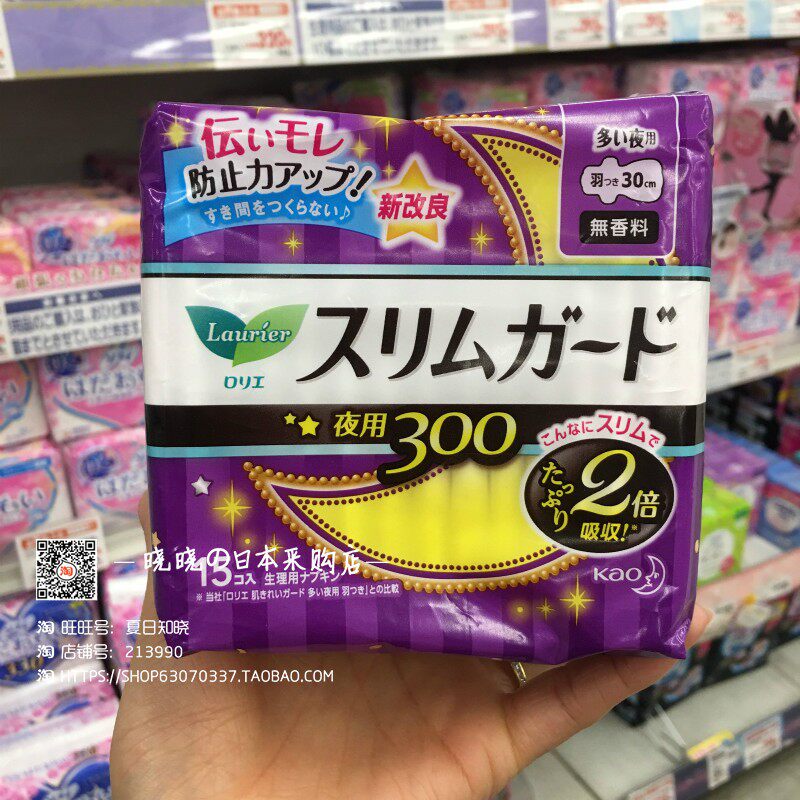 伝いモレ
防止力アップ!
すき間をつくらない♪
新改良
多い夜用
羽つき30cm
無香料
Laurier
ロリエ
スリムガード
夜用300
こんなにスリムで
たっぷり
2倍
吸収!※
15コ入 生理用ナプキン
※ 当社「ロリエ 肌きれいガード 多い夜用 羽つき」との比較
Kao
晓晓の日本采购店
淘
淘 旺旺号: 夏日知晓
淘 店铺号: 213990
淘 HTTPS://SHOP63070337.TAOBAO.COM